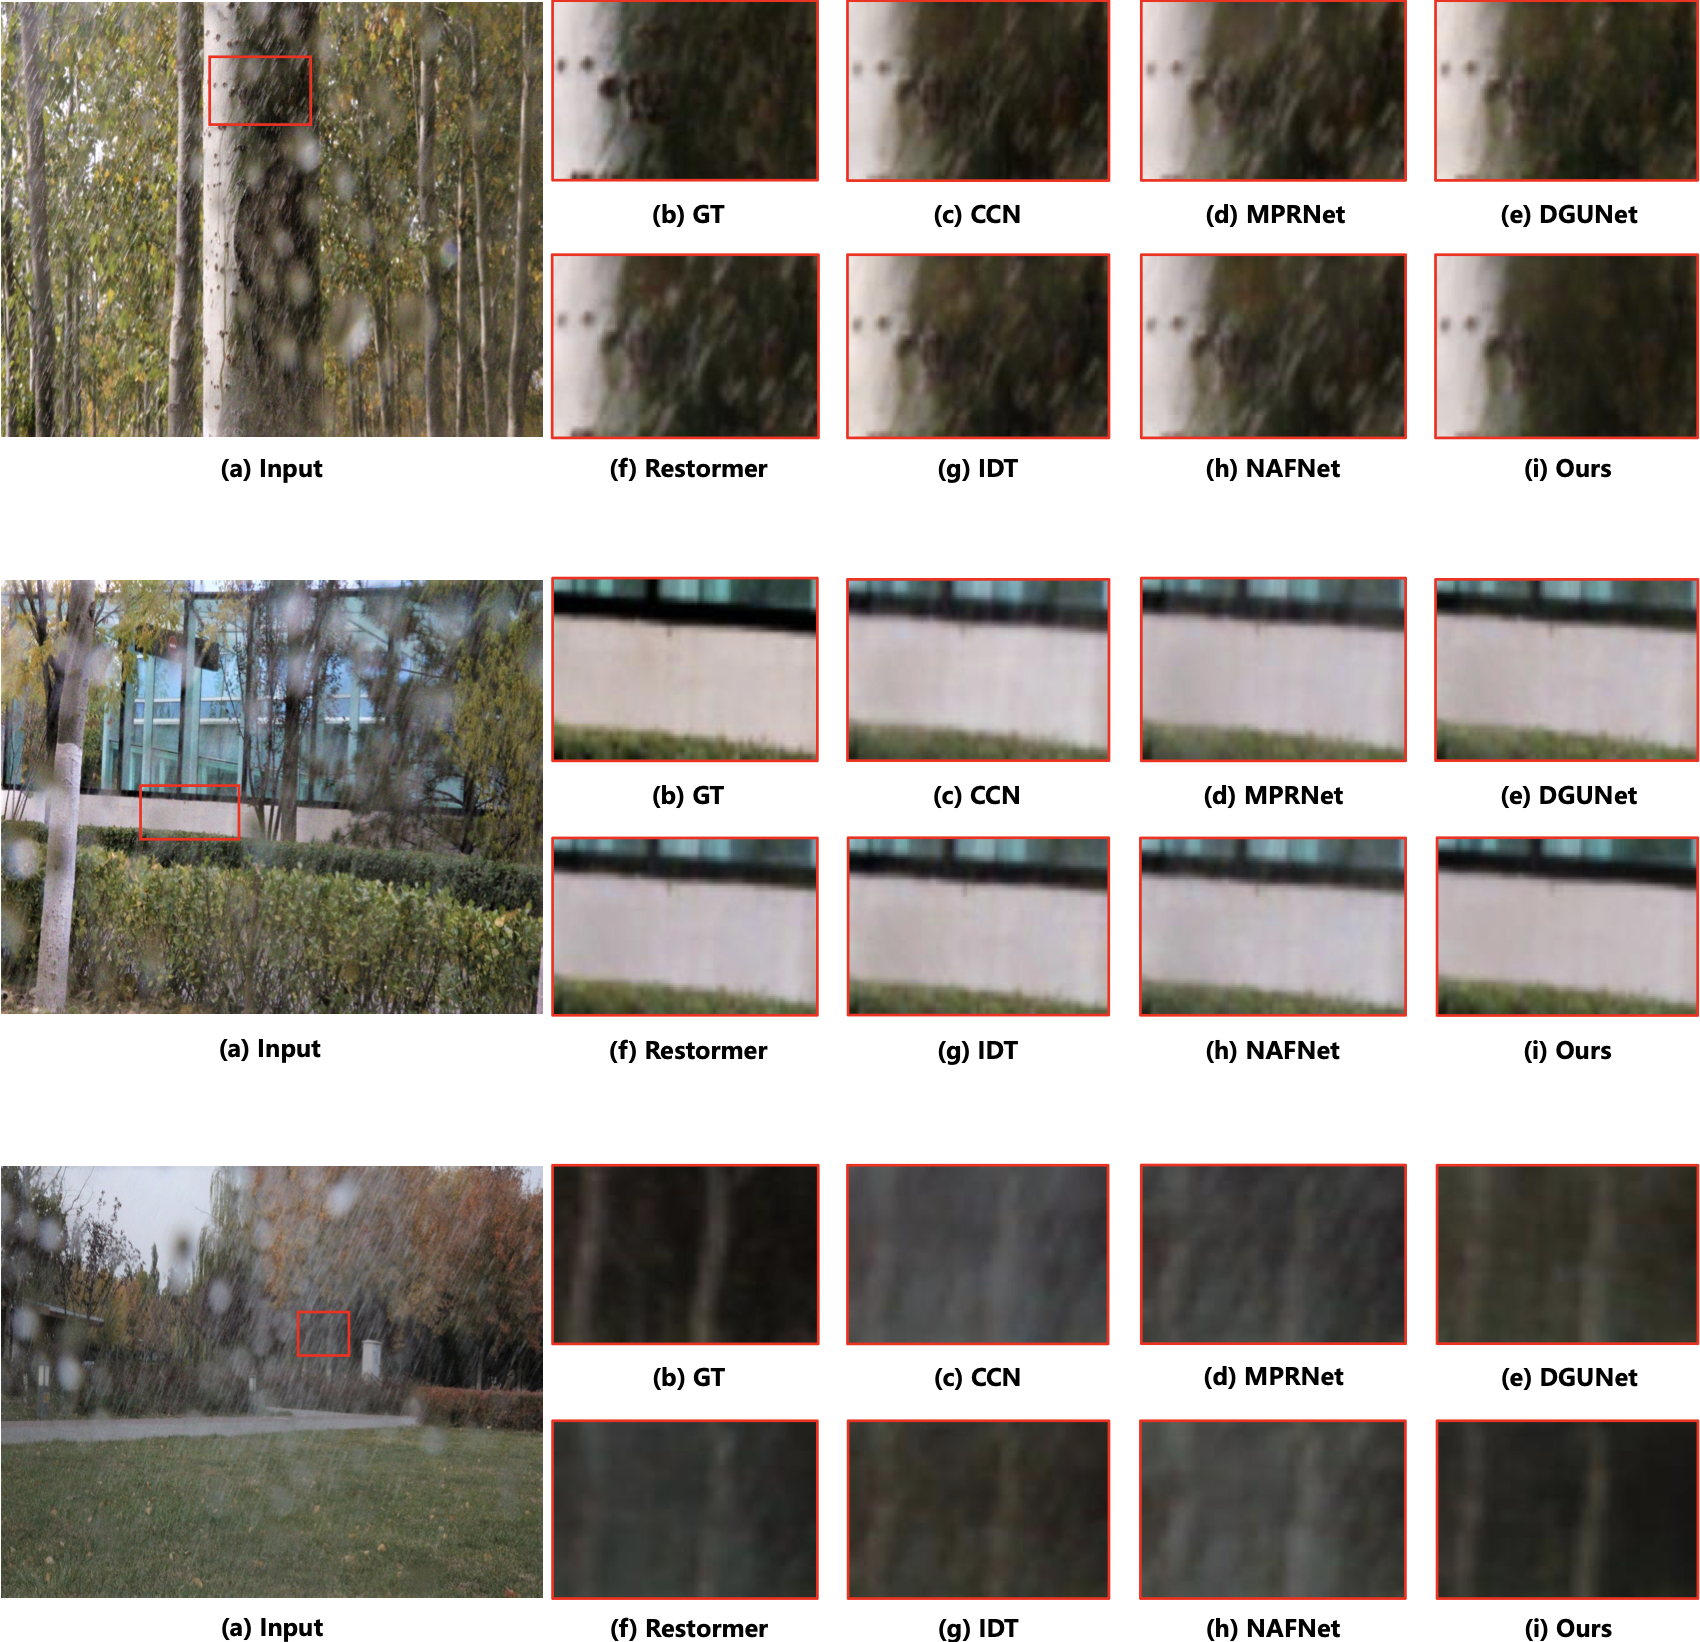 (b) GT
(c) CCN
(d) MPRNet
(e) DGUNet
(a) Input
(f) Restormer
(g) IDT
(h) NAFNet
(i) Ours
(b) GT
(c) CCN
(d) MPRNet
(e) DGUNet
(a) Input
(f) Restormer
(g) IDT
(h) NAFNet
(i) Ours
(b) GT
(c) CCN
(d) MPRNet
(e) DGUNet
(a) Input
(f) Restormer
(g) IDT
(h) NAFNet
(i) Ours